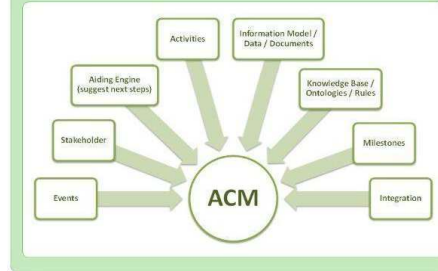 Activities
Information Model /
Data / Documents
Aiding Engine
(suggest next steps)
Knowledge Base /
Ontologies / Rules
Stakeholder
Milestones
Events
ACM
Integration